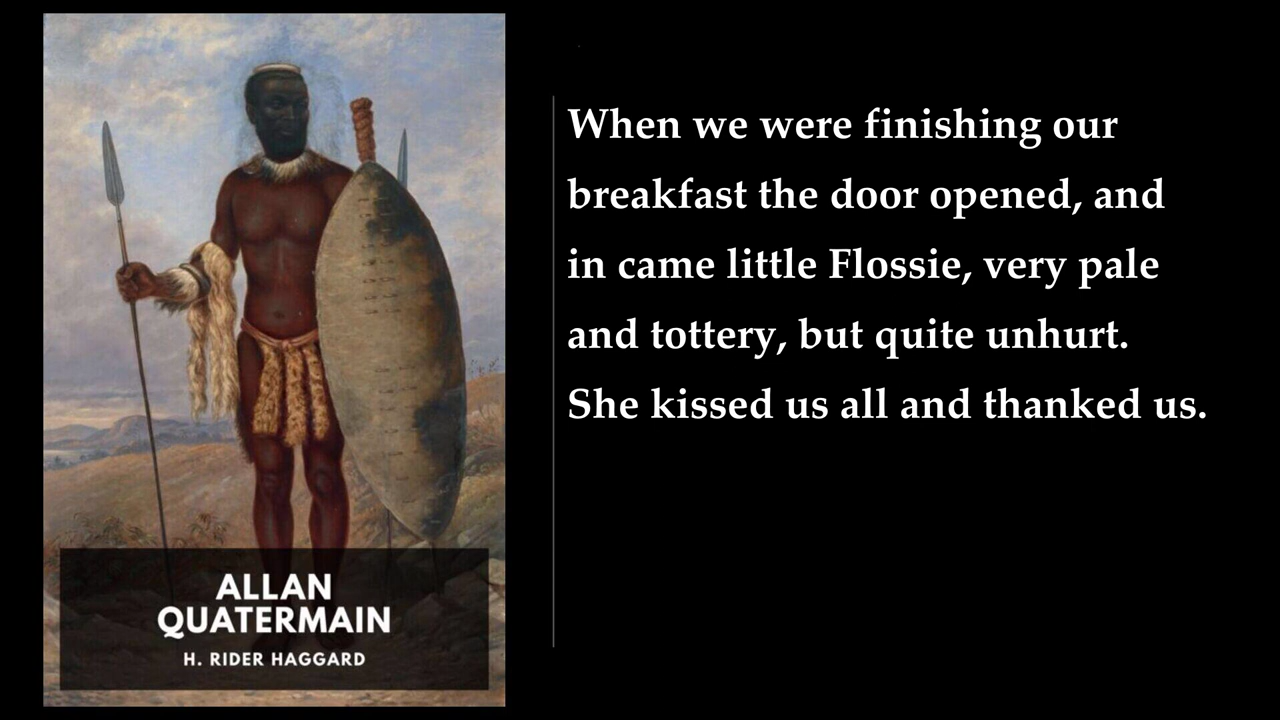 ALLAN
QUATERMAIN
H. RIDER HAGGARD
When we were finishing our
breakfast the door opened, and
in came little Flossie, very pale
and tottery, but quite unhurt.
She kissed us all and thanked us.